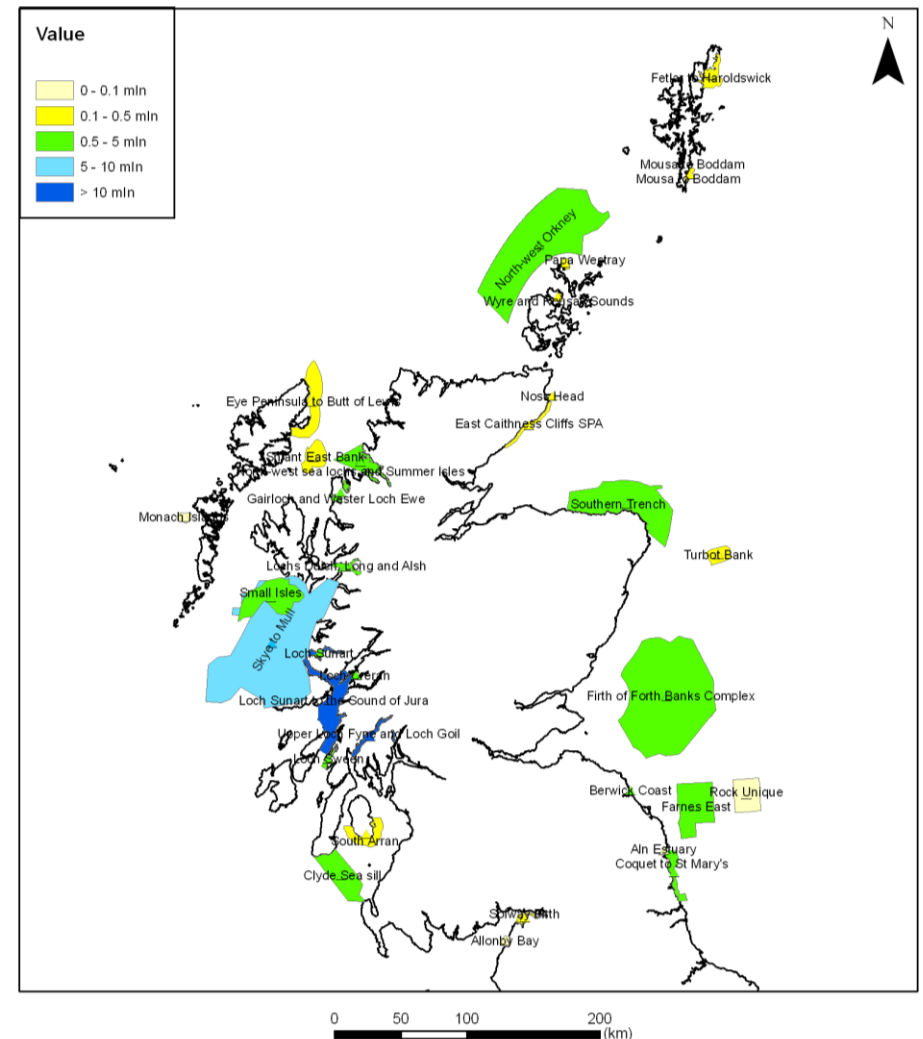 Value
0 - 0.1 mln
0.1 - 0.5 mln
0.5 - 5 mln
5 - 10 mln
> 10 mln
N
Fetlar to Haroldswick
Mousa to Boddam
Mousa to Boddam
North-west Orkney
Papa Westray
Wyre and Rousay Sounds
Nose Head
Eye Peninsula to Butt of Lewis
East Caithness Cliffs SPA
Shiant East Bank
North-west sea lochs and Summer Isles
Gairloch and Wester Loch Ewe
Southern Trench
Monach Islands
Turbot Bank
Lochs Duich, Long and Alsh
Small Isles
Skye to Mull
Loch Sunart
Loch Creran
Firth of Forth Banks Complex
Loch Sunart to the Sound of Jura
Upper Loch Fyne and Loch Goil
Loch Sween
Berwick Coast
Rock Unique
Farnes East
South Arran
Aln Estuary
Coquet to St Mary's
Clyde Sea sill
Solway Firth
Allonby Bay
0 50 100 200
(km)